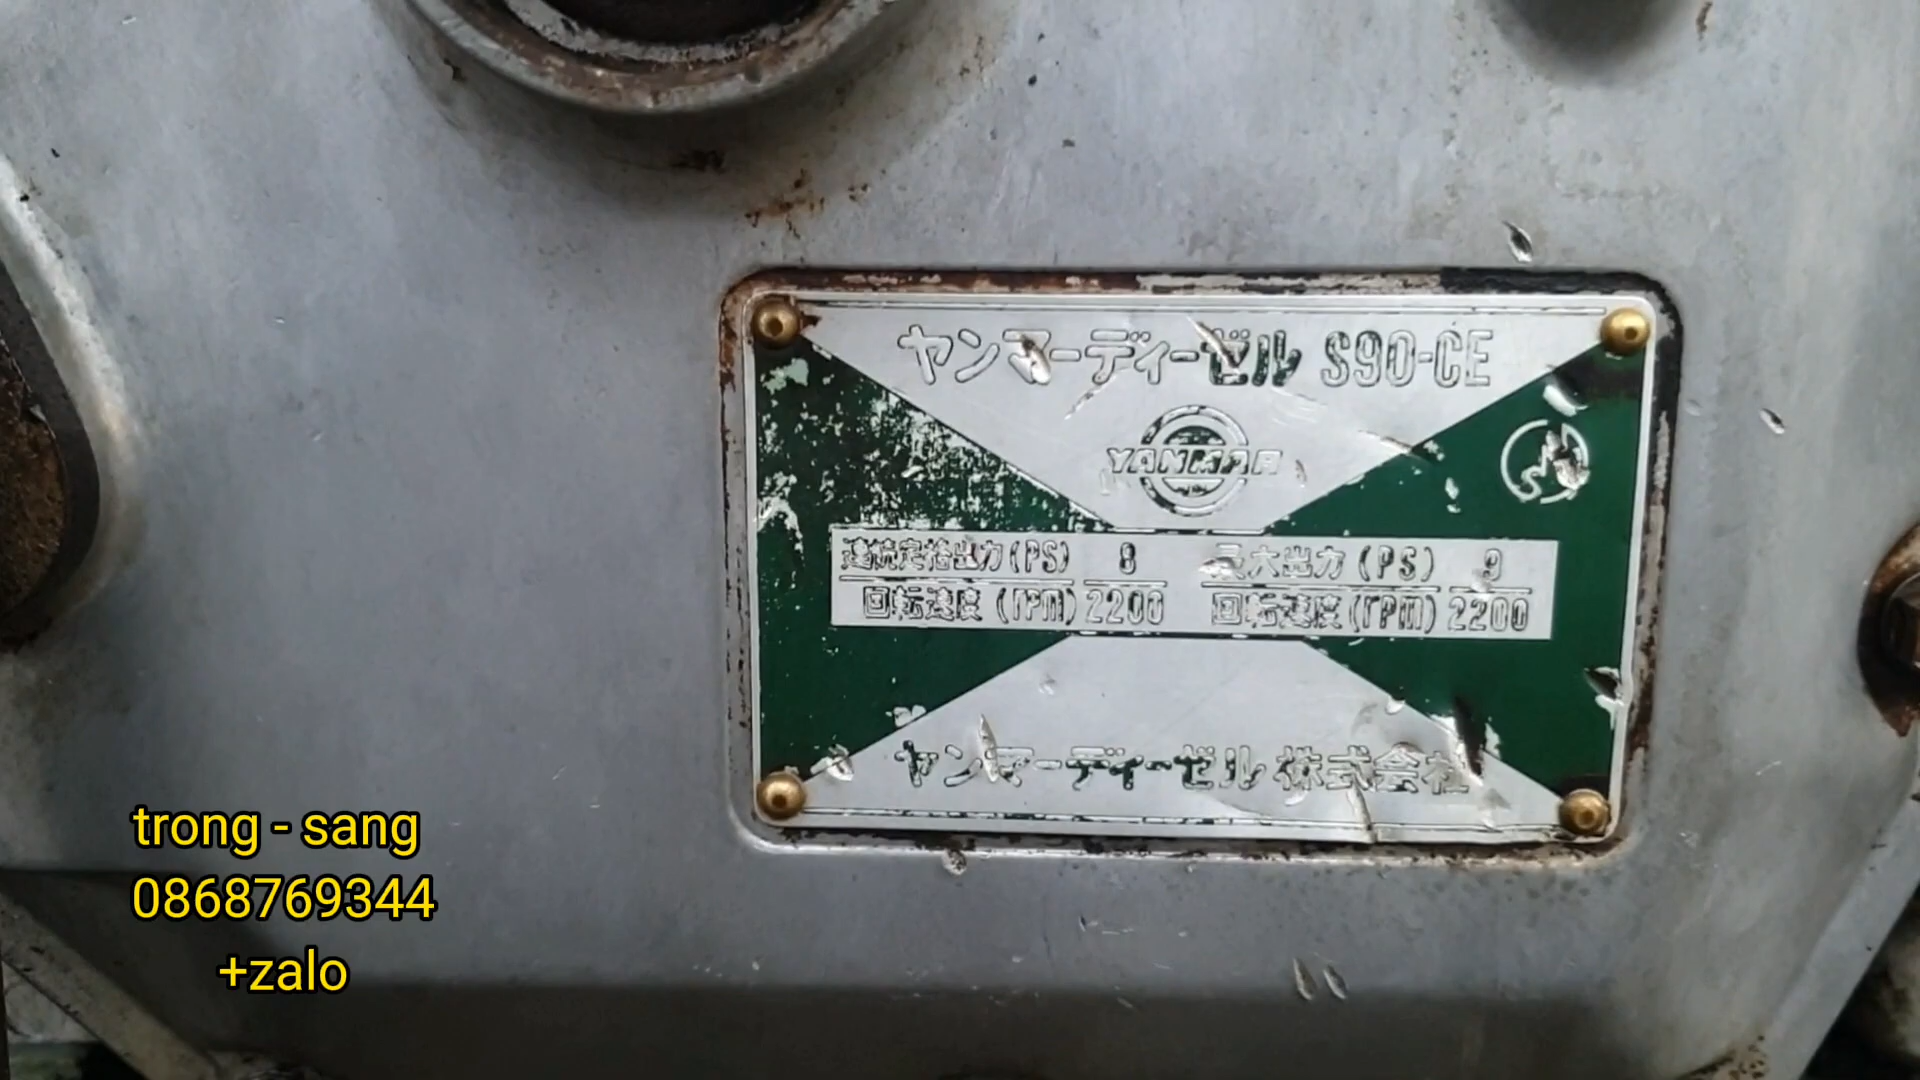 ヤンマーディーゼル S90-CE
YANMAR
連続定格出力(PS) 8 最大出力(PS) 9
回転速度(rpm) 2200 回転速度(rpm) 2200
ヤンマーディーゼル株式会社
trong - sang
0868769344
+zalo